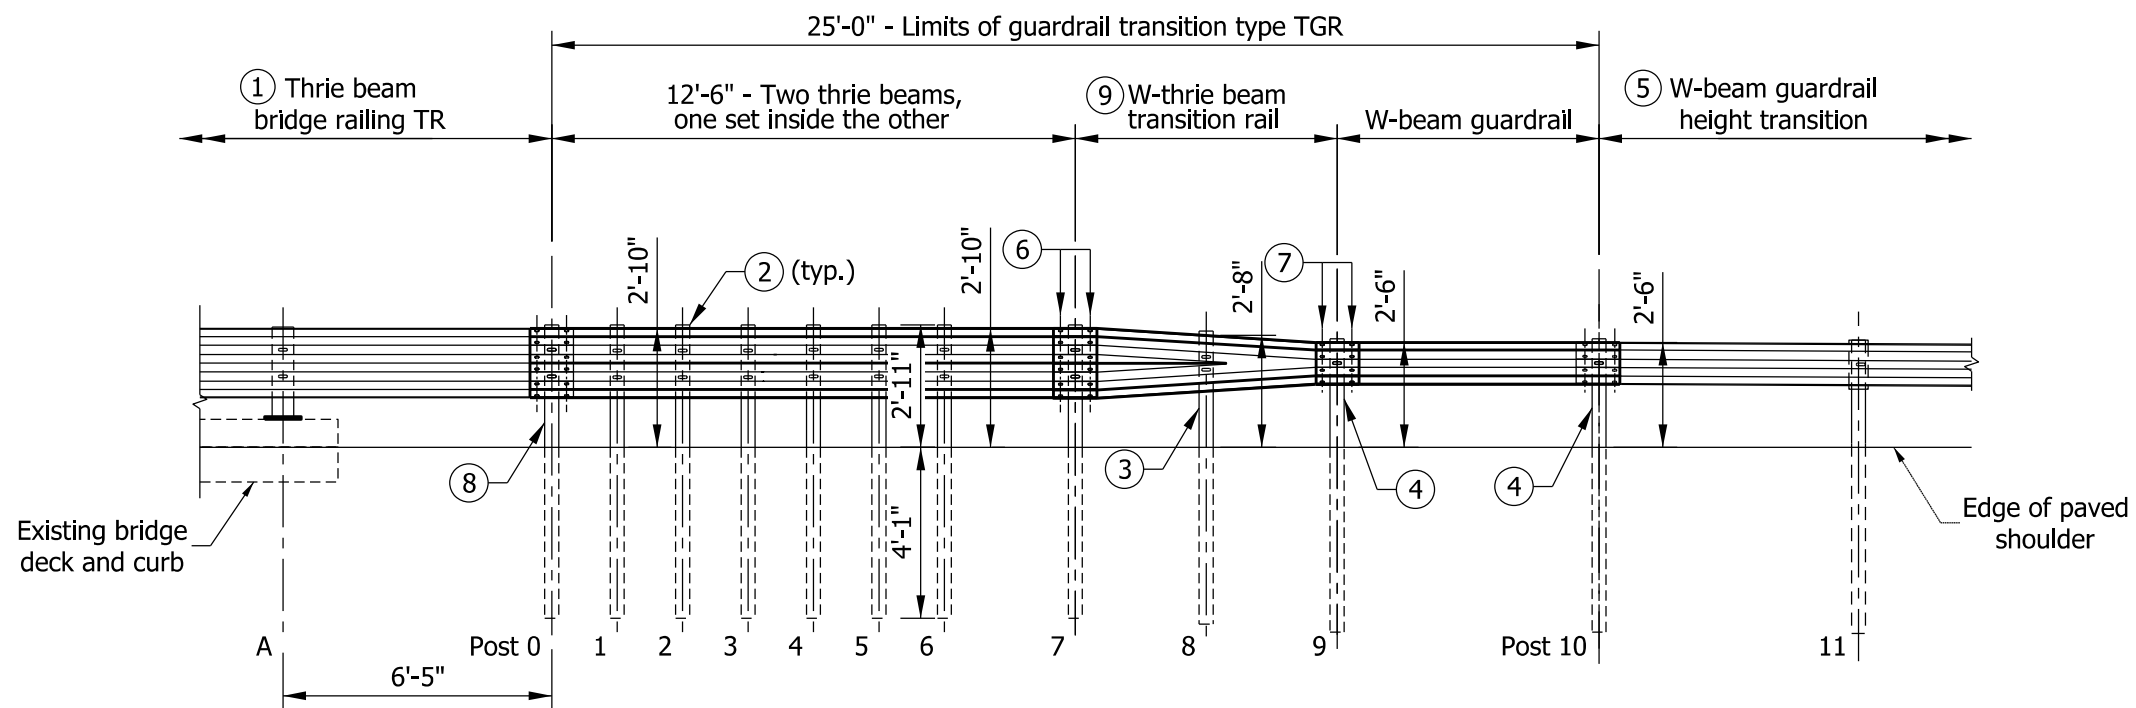 25'-0" - Limits of guardrail transition type TGR
1 Thrie beam
bridge railing TR
12'-6" - Two thrie beams,
one set inside the other
9 W-thrie beam
transition rail
W-beam guardrail
5 W-beam guardrail
height transition
2'-10"
2 (typ.)
2'-10"
6
2'-8"
7
2'-6"
2'-6"
2'-11"
8
3
4
4
4'-1"
Existing bridge
deck and curb
Edge of paved
shoulder
A
Post 0
1
2
3
4
5
6
7
8
9
Post 10
11
6'-5"